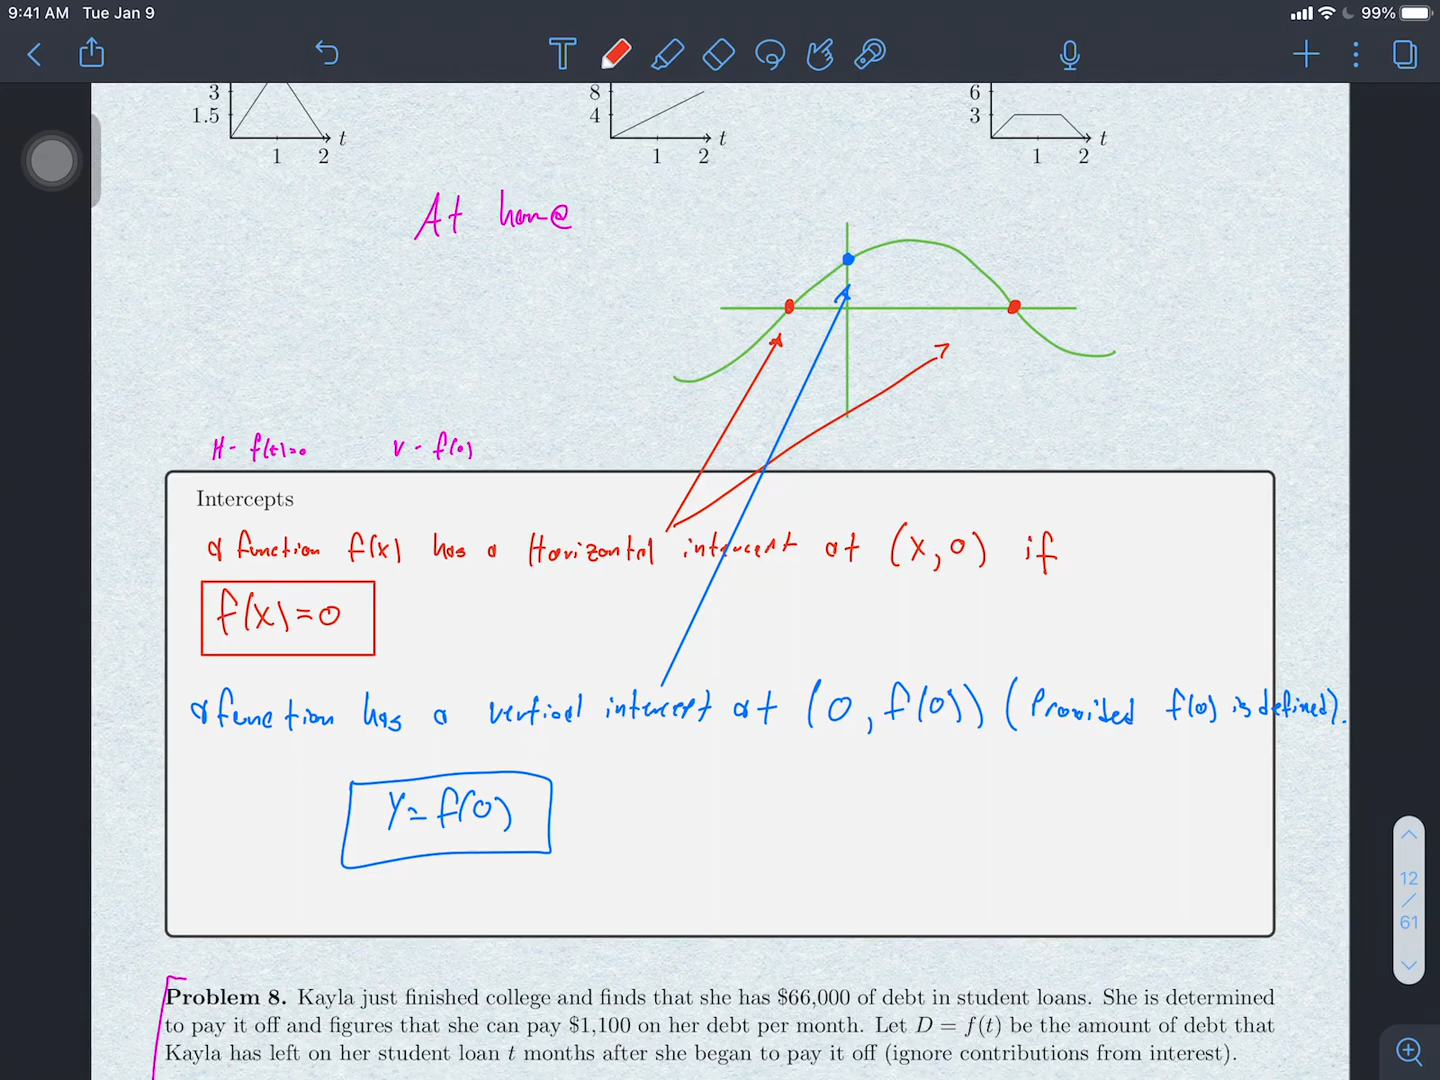 9:41 AM Tue Jan 9
99%
3
1.5
t
1 2
8
4
t
1 2
6
3
t
1 2
At home
H - f(t)=0
V - f(0)
Intercepts
a function f(x) has a Horizontal intercept at (x,0) if
f(x)=0
a function has a vertical intercept at (0, f(0)) (Provided f(0) is defined).
y = f(0)
12
/
61
Problem 8. Kayla just finished college and finds that she has $66,000 of debt in student loans. She is determined
to pay it off and figures that she can pay $1,100 on her debt per month. Let D = f(t) be the amount of debt that
Kayla has left on her student loan t months after she began to pay it off (ignore contributions from interest).